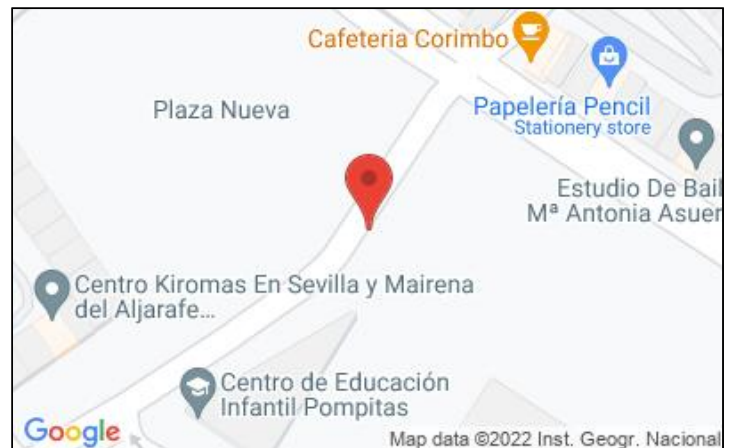 Cafeteria Corimbo
Plaza Nueva
Papelería Pencil
Stationery store
Estudio De Bail
Mª Antonia Asuer
Centro Kiromas En Sevilla y Mairena
del Aljarafe...
Centro de Educación
Infantil Pompitas
Google
Map data ©2022 Inst. Geogr. Nacional